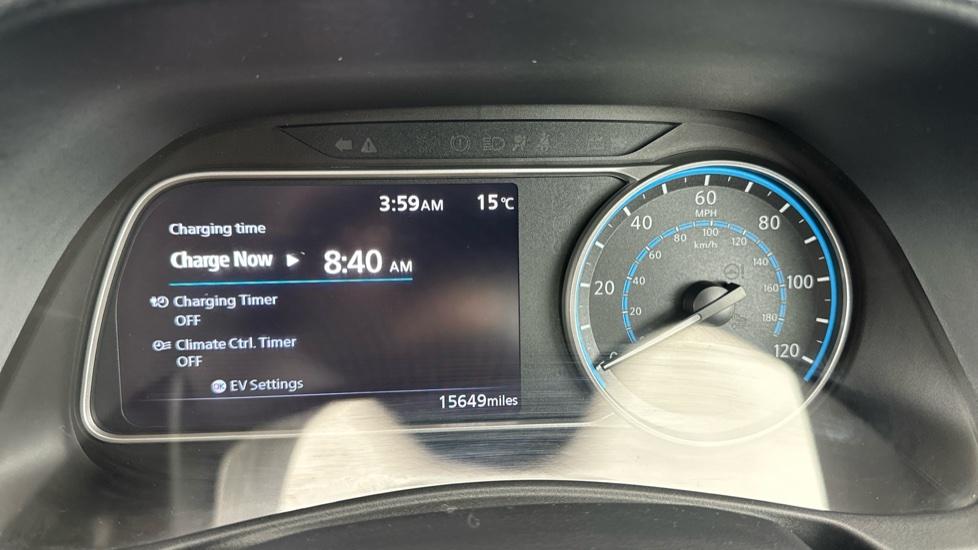 3:59AM 15°C
Charging time
Charge Now ▶ 8:40 AM
Charging Timer
OFF
Climate Ctrl. Timer
OFF
OK EV Settings
15649miles
20 40 60 80 100 120
MPH
20 40 60 80 100 120 140 160 180
km/h